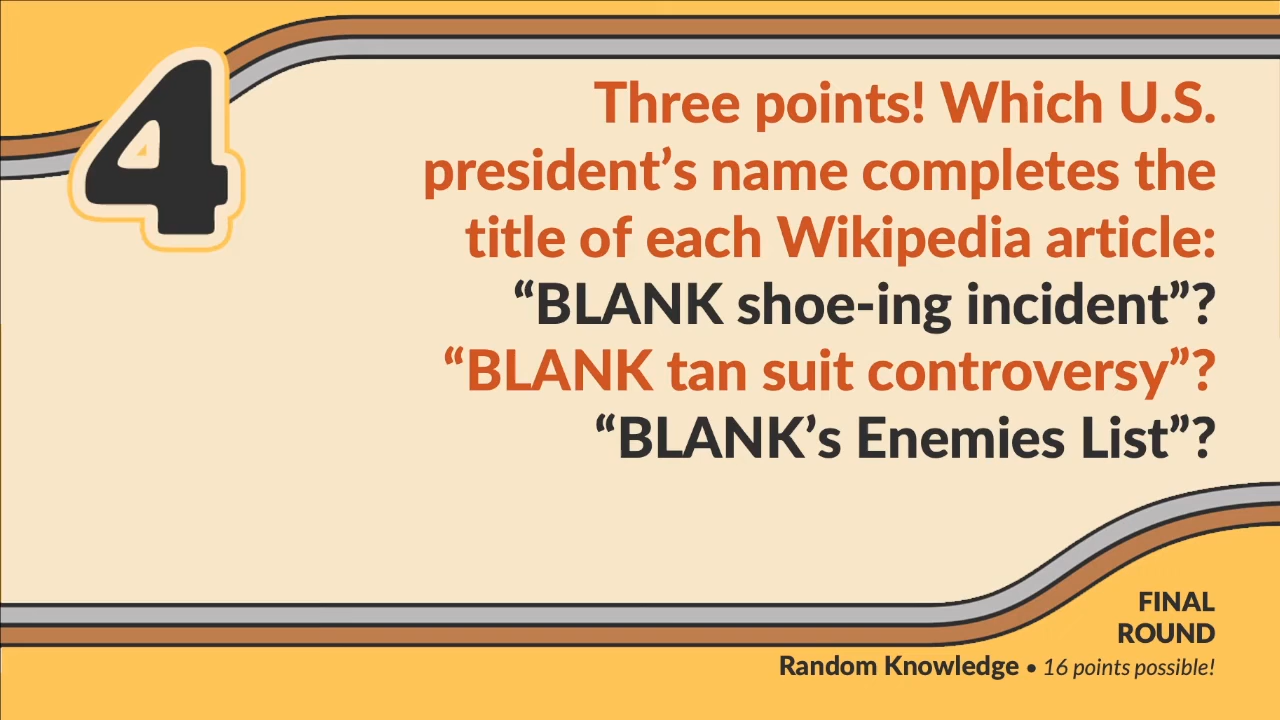 4
Three points! Which U.S.
president’s name completes the
title of each Wikipedia article:
“BLANK shoe-ing incident”?
“BLANK tan suit controversy”?
“BLANK’s Enemies List”?
FINAL
ROUND
Random Knowledge • 16 points possible!